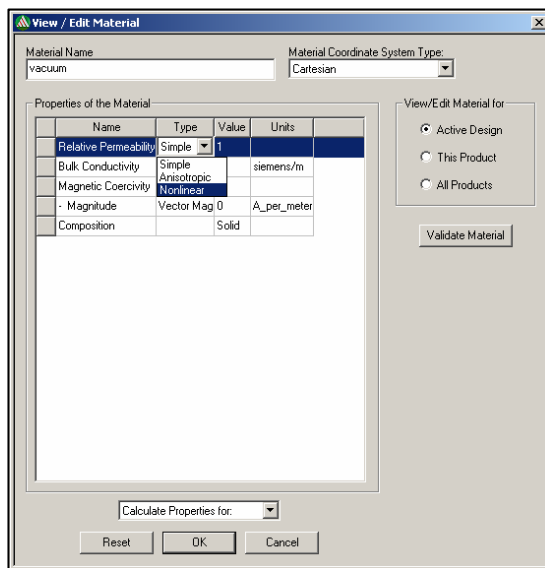 View / Edit Material
Material Name
Material Coordinate System Type:
vacuum
Cartesian
Properties of the Material
View/Edit Material for
Name Type Value Units
Relative Permeability Simple 1
Bulk Conductivity siemens/m
Magnetic Coercivity
Simple
Anisotropic
Nonlinear
- Magnitude Vector Mag 0 A_per_meter
Composition Solid
Active Design
This Product
All Products
Validate Material
Calculate Properties for:
Reset OK Cancel